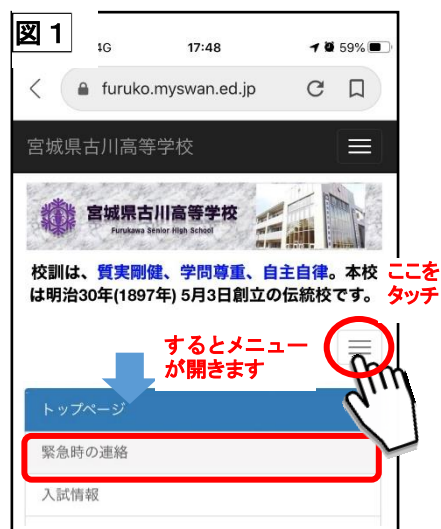 図1
4G 17:48 59%
furuko.myswan.ed.jp
宮城県古川高等学校
宮城県古川高等学校
Furukawa Senior High School
校訓は、質実剛健、学問尊重、自主自律。本校
は明治30年(1897年) 5月3日創立の伝統校です。
ここを
タッチ
するとメニュー
が開きます
トップページ
緊急時の連絡
入試情報